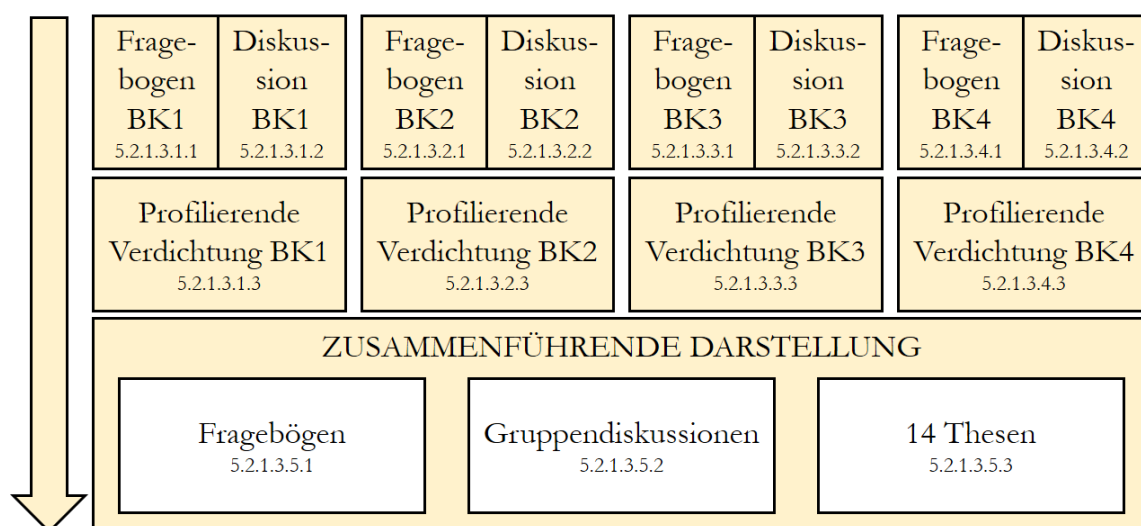 Frage-
bogen
BK1
5.2.1.3.1.1
Diskus-
sion
BK1
5.2.1.3.1.2
Frage-
bogen
BK2
5.2.1.3.2.1
Diskus-
sion
BK2
5.2.1.3.2.2
Frage-
bogen
BK3
5.2.1.3.3.1
Diskus-
sion
BK3
5.2.1.3.3.2
Frage-
bogen
BK4
5.2.1.3.4.1
Diskus-
sion
BK4
5.2.1.3.4.2
Profilierende
Verdichtung BK1
5.2.1.3.1.3
Profilierende
Verdichtung BK2
5.2.1.3.2.3
Profilierende
Verdichtung BK3
5.2.1.3.3.3
Profilierende
Verdichtung BK4
5.2.1.3.4.3
ZUSAMMENFÜHRENDE DARSTELLUNG
Fragebögen
5.2.1.3.5.1
Gruppendiskussionen
5.2.1.3.5.2
14 Thesen
5.2.1.3.5.3